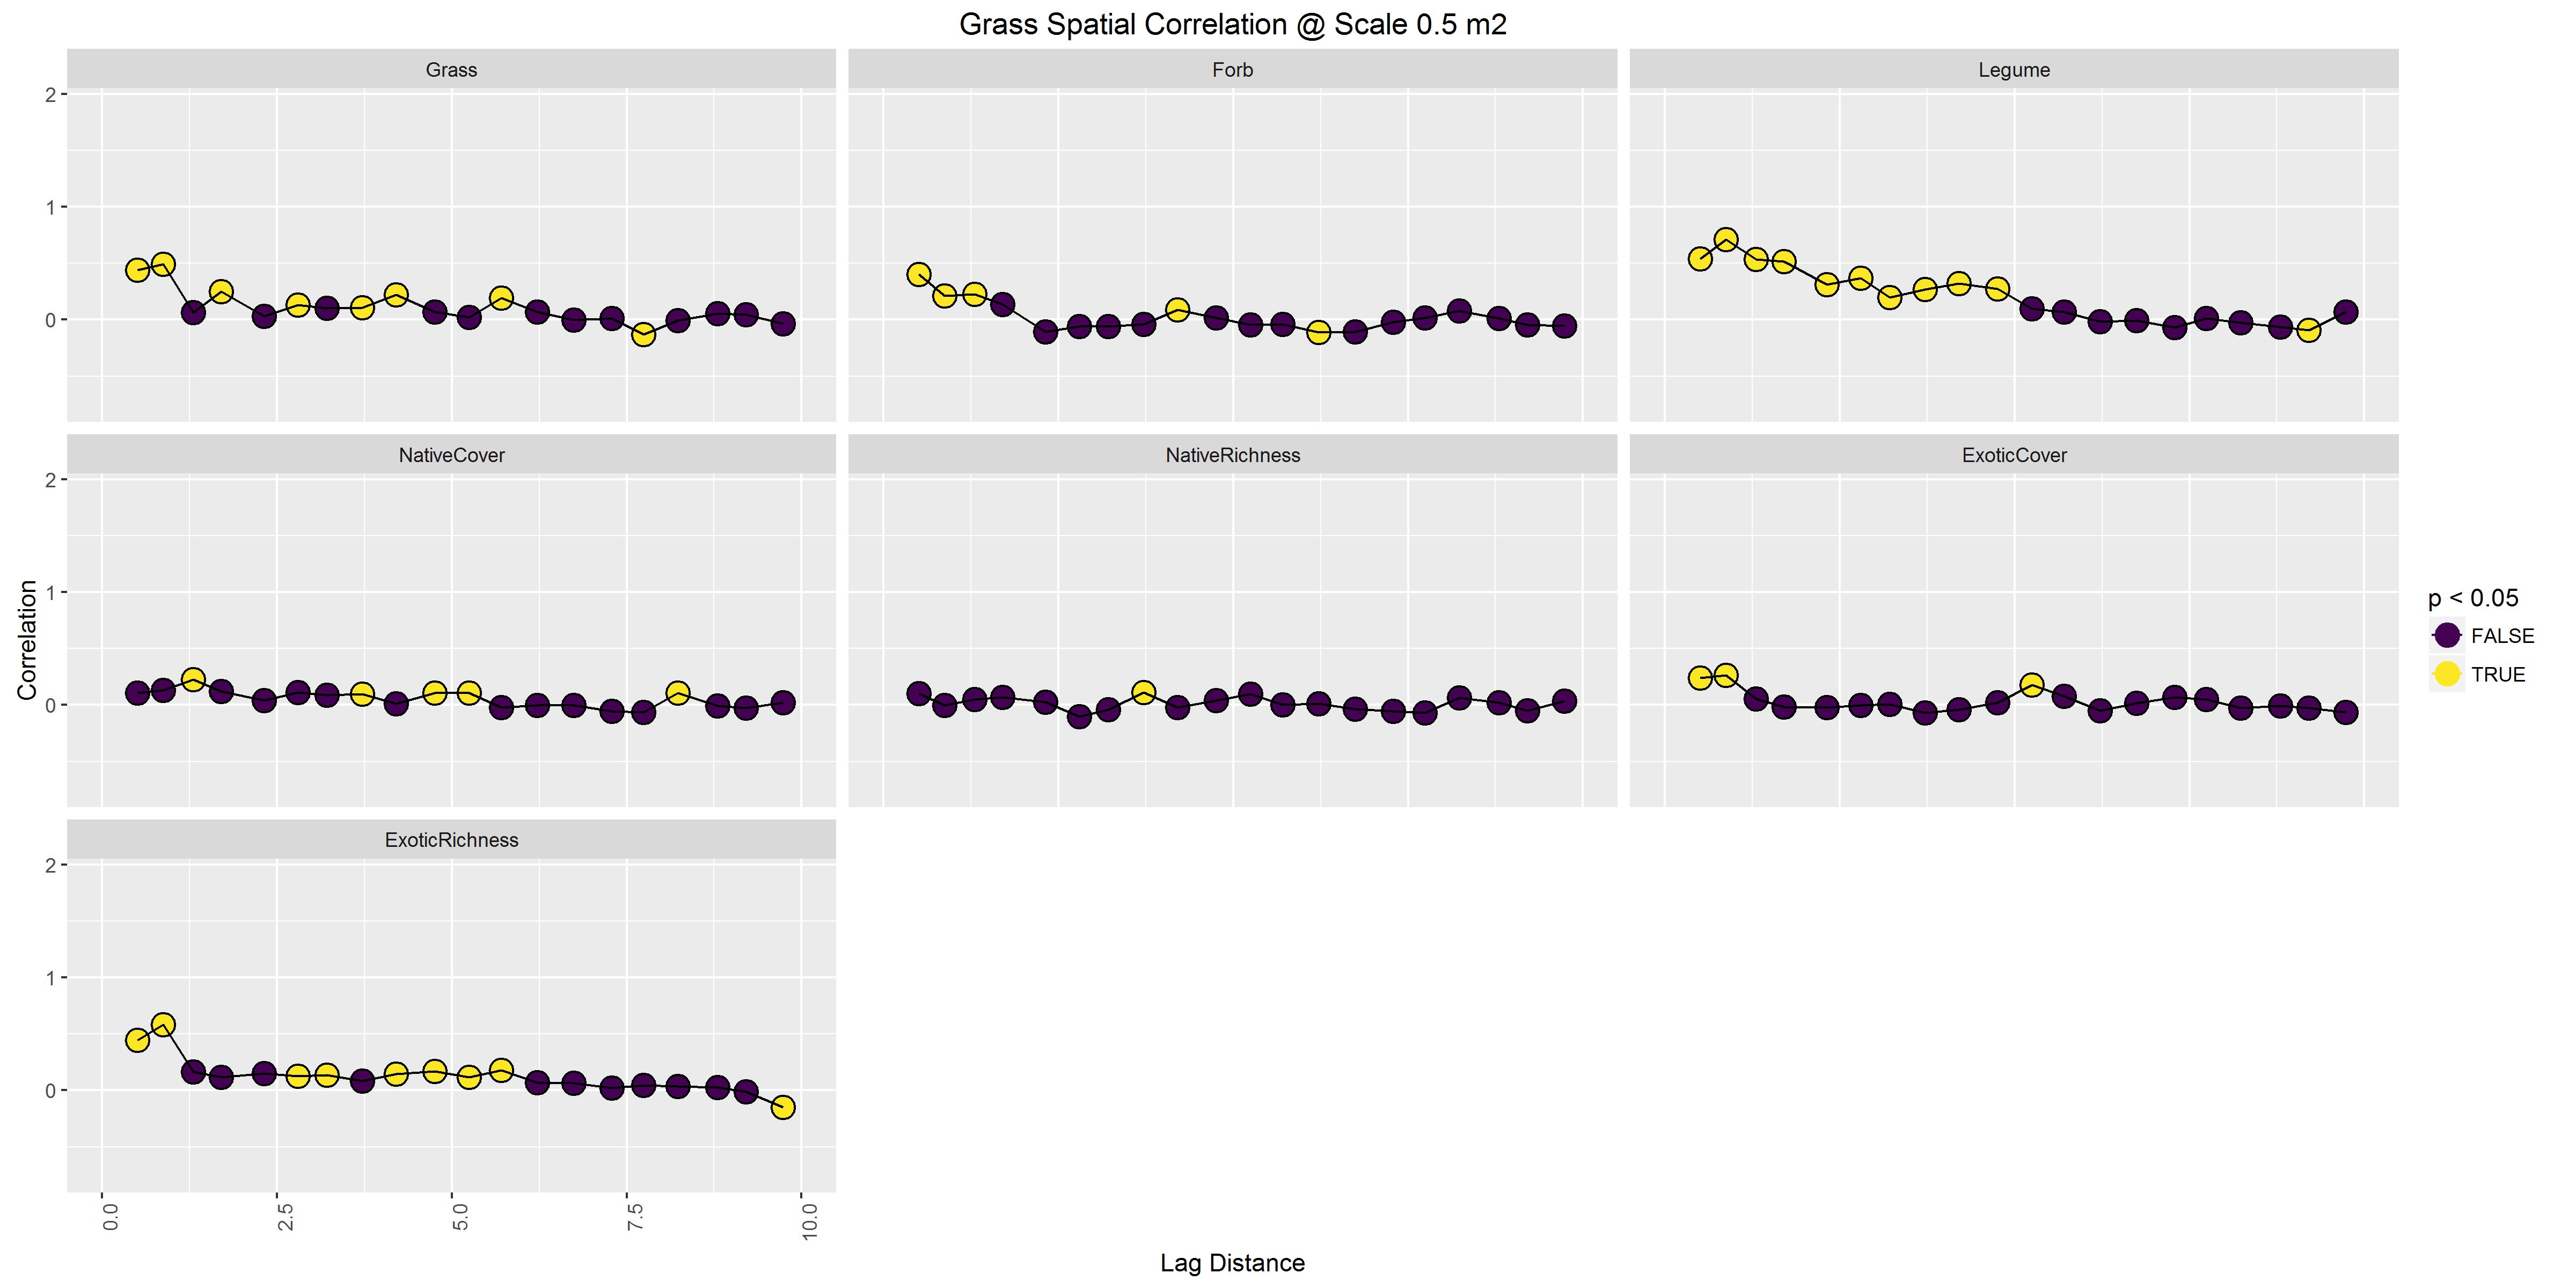 Grass Spatial Correlation @ Scale 0.5 m2
Grass
Forb
Legume
2
1
0
NativeCover
NativeRichness
ExoticCover
2
1
0
Correlation
p < 0.05
FALSE
TRUE
ExoticRichness
2
1
0
0.0
2.5
5.0
7.5
10.0
Lag Distance